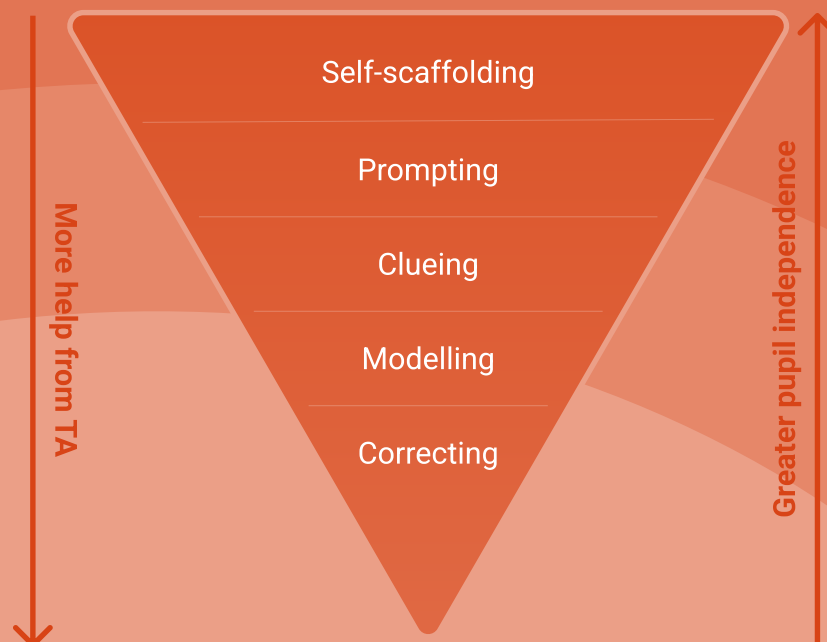 Self-scaffolding
Prompting
Clueing
Modelling
Correcting
More help from TA
Greater pupil independence